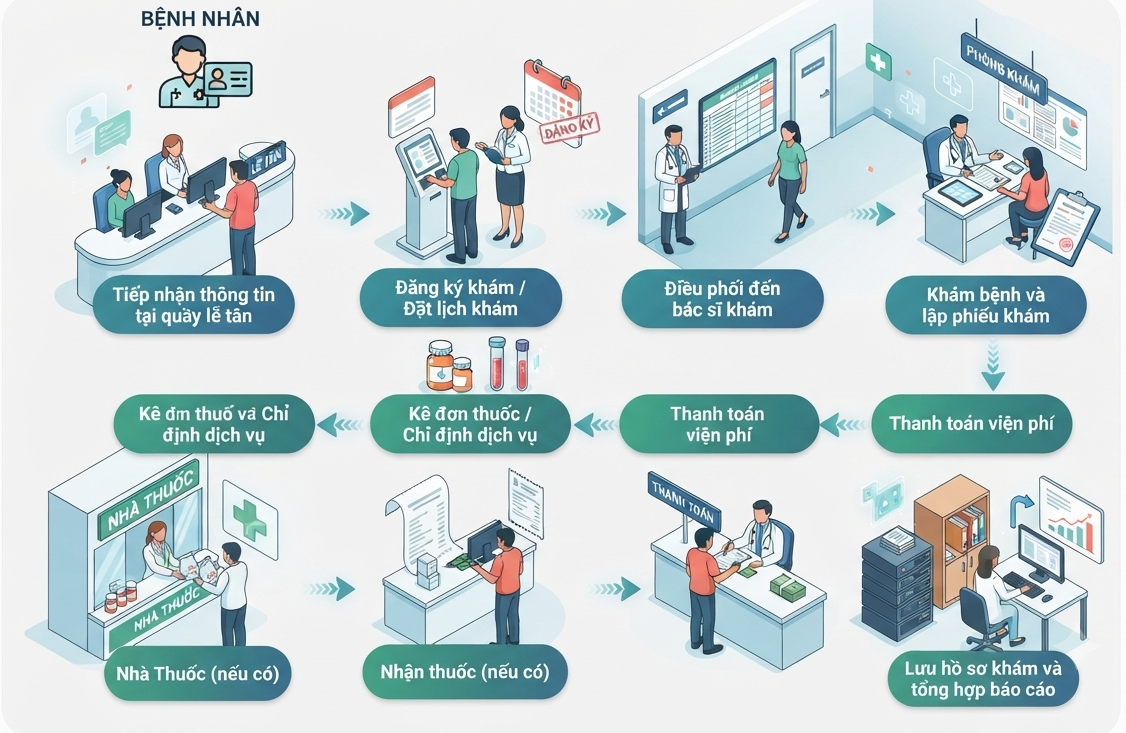 BỆNH NHÂN
ĐĂNG KÝ
PHÒNG KHÁM
LỄ TÂN
Tiếp nhận thông tin
tại quầy lễ tân
Đăng ký khám /
Đặt lịch khám
Điều phối đến
bác sĩ khám
Khám bệnh và
lập phiếu khám
Kê đm thuố và Chỉ
định dịch vụ
Kê đơn thuốc /
Chỉ định dịch vụ
Thanh toán
viện phí
Thanh toán viện phí
NHÀ THUỐC
THANH TOÁN
NHÀ THUỐC
Nhà Thuốc (nếu có)
Nhận thuốc (nếu có)
Lưu hồ sơ khám và
tổng hợp báo cáo